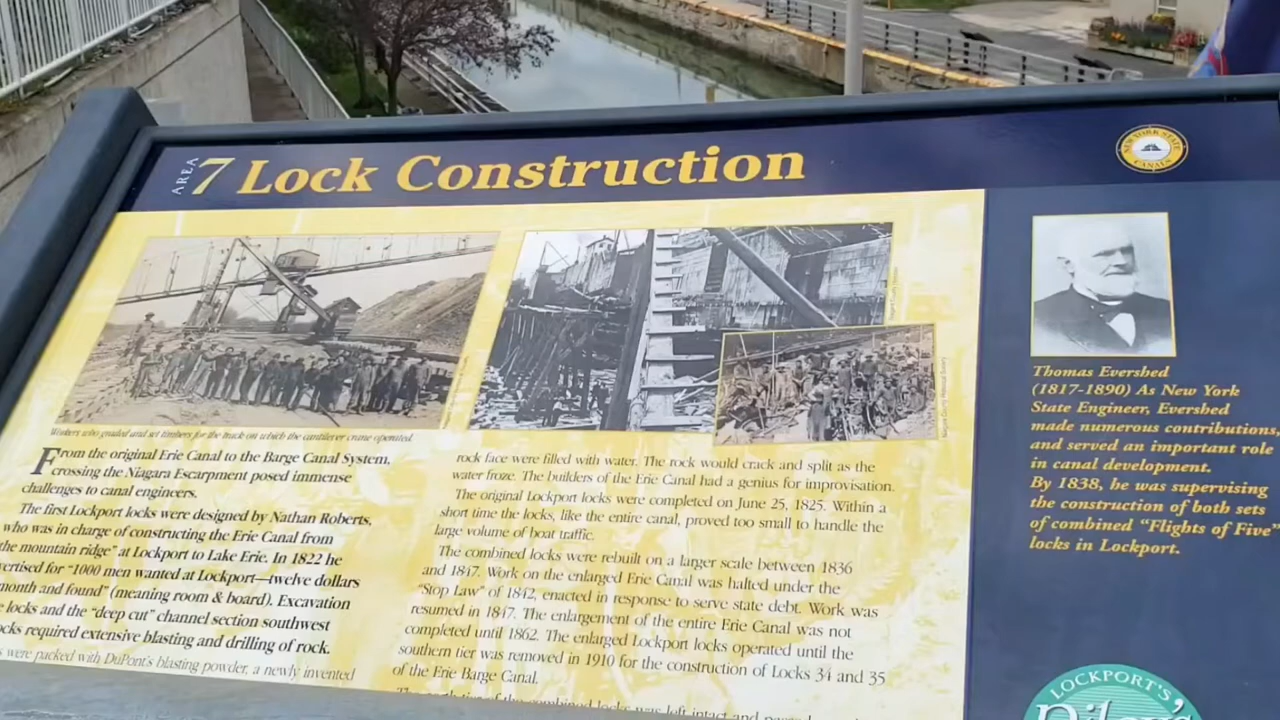 AREA 7 Lock Construction
NEW YORK STATE CANALS
Workers who graded and set timbers for the track on which the cantilever crane operated.
From the original Erie Canal to the Barge Canal System,
crossing the Niagara Escarpment posed immense
challenges to canal engineers.
The first Lockport locks were designed by Nathan Roberts,
who was in charge of constructing the Erie Canal from
the mountain ridge" at Lockport to Lake Erie. In 1822 he
vertised for "1000 men wanted at Lockport—twelve dollars
month and found" (meaning room & board). Excavation
locks and the "deep cut" channel section southwest
ocks required extensive blasting and drilling of rock.
s were packed with DuPont's blasting powder, a newly invented
rock face were filled with water. The rock would crack and split as the
water froze. The builders of the Erie Canal had a genius for improvisation.
The original Lockport locks were completed on June 25, 1825. Within a
short time the locks, like the entire canal, proved too small to handle the
large volume of boat traffic.
The combined locks were rebuilt on a larger scale between 1836
and 1847. Work on the enlarged Erie Canal was halted under the
"Stop Law" of 1842, enacted in response to serve state debt. Work was
resumed in 1847. The enlargement of the entire Erie Canal was not
completed until 1862. The enlarged Lockport locks operated until the
southern tier was removed in 1910 for the construction of Locks 34 and 35
of the Erie Barge Canal.
combined locks was left intact and
Thomas Evershed
(1817-1890) As New York
State Engineer, Evershed
made numerous contributions,
and served an important role
in canal development.
By 1838, he was supervising
the construction of both sets
of combined "Flights of Five"
locks in Lockport.
LOCKPORT'S